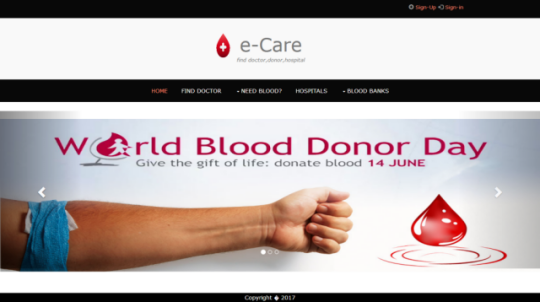 Sign-Up Sign-in
e-Care
find doctor,donor,hospital
HOME FIND DOCTOR NEED BLOOD? HOSPITALS BLOOD BANKS
World Blood Donor Day
Give the gift of life: donate blood 14 JUNE
Copyright � 2017